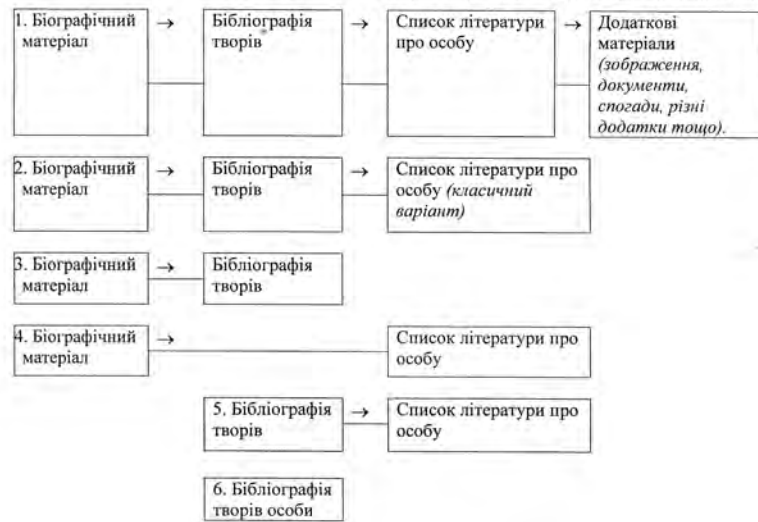 1. Біографічний → Бібліографія → Список літератури → Додаткові
матеріал творів про особу матеріали
(зображення,
документи,
спогади, різні
додатки тощо).
2. Біографічний → Бібліографія → Список літератури про
матеріал творів особу (класичний
варіант)
3. Біографічний → Бібліографія
матеріал творів
4. Біографічний → Список літератури про
матеріал особу
5. Бібліографія → Список літератури про
творів особу
6. Бібліографія
творів особи